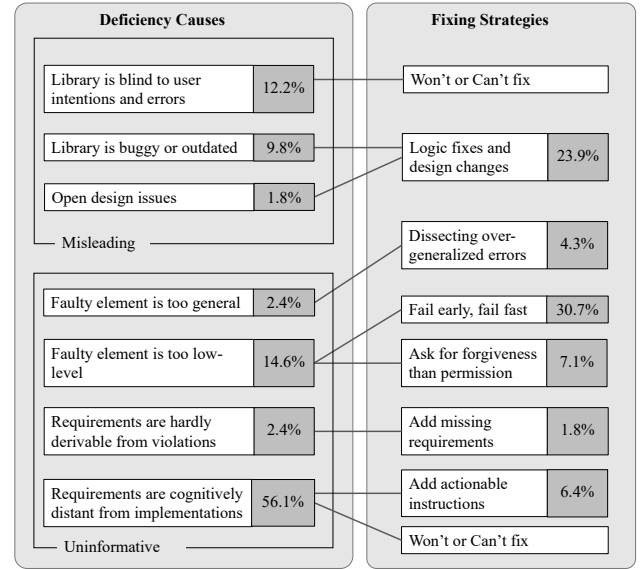 Deficiency Causes
Library is blind to user
intentions and errors
12.2%
Library is buggy or outdated
9.8%
Open design issues
1.8%
Misleading
Faulty element is too general
2.4%
Faulty element is too low-
level
14.6%
Requirements are hardly
derivable from violations
2.4%
Requirements are cognitively
distant from implementations
56.1%
Uninformative
Fixing Strategies
Won't or Can't fix
Logic fixes and
design changes
23.9%
Dissecting over-
generalized errors
4.3%
Fail early, fail fast
30.7%
Ask for forgiveness
than permission
7.1%
Add missing
requirements
1.8%
Add actionable
instructions
6.4%
Won't or Can't fix